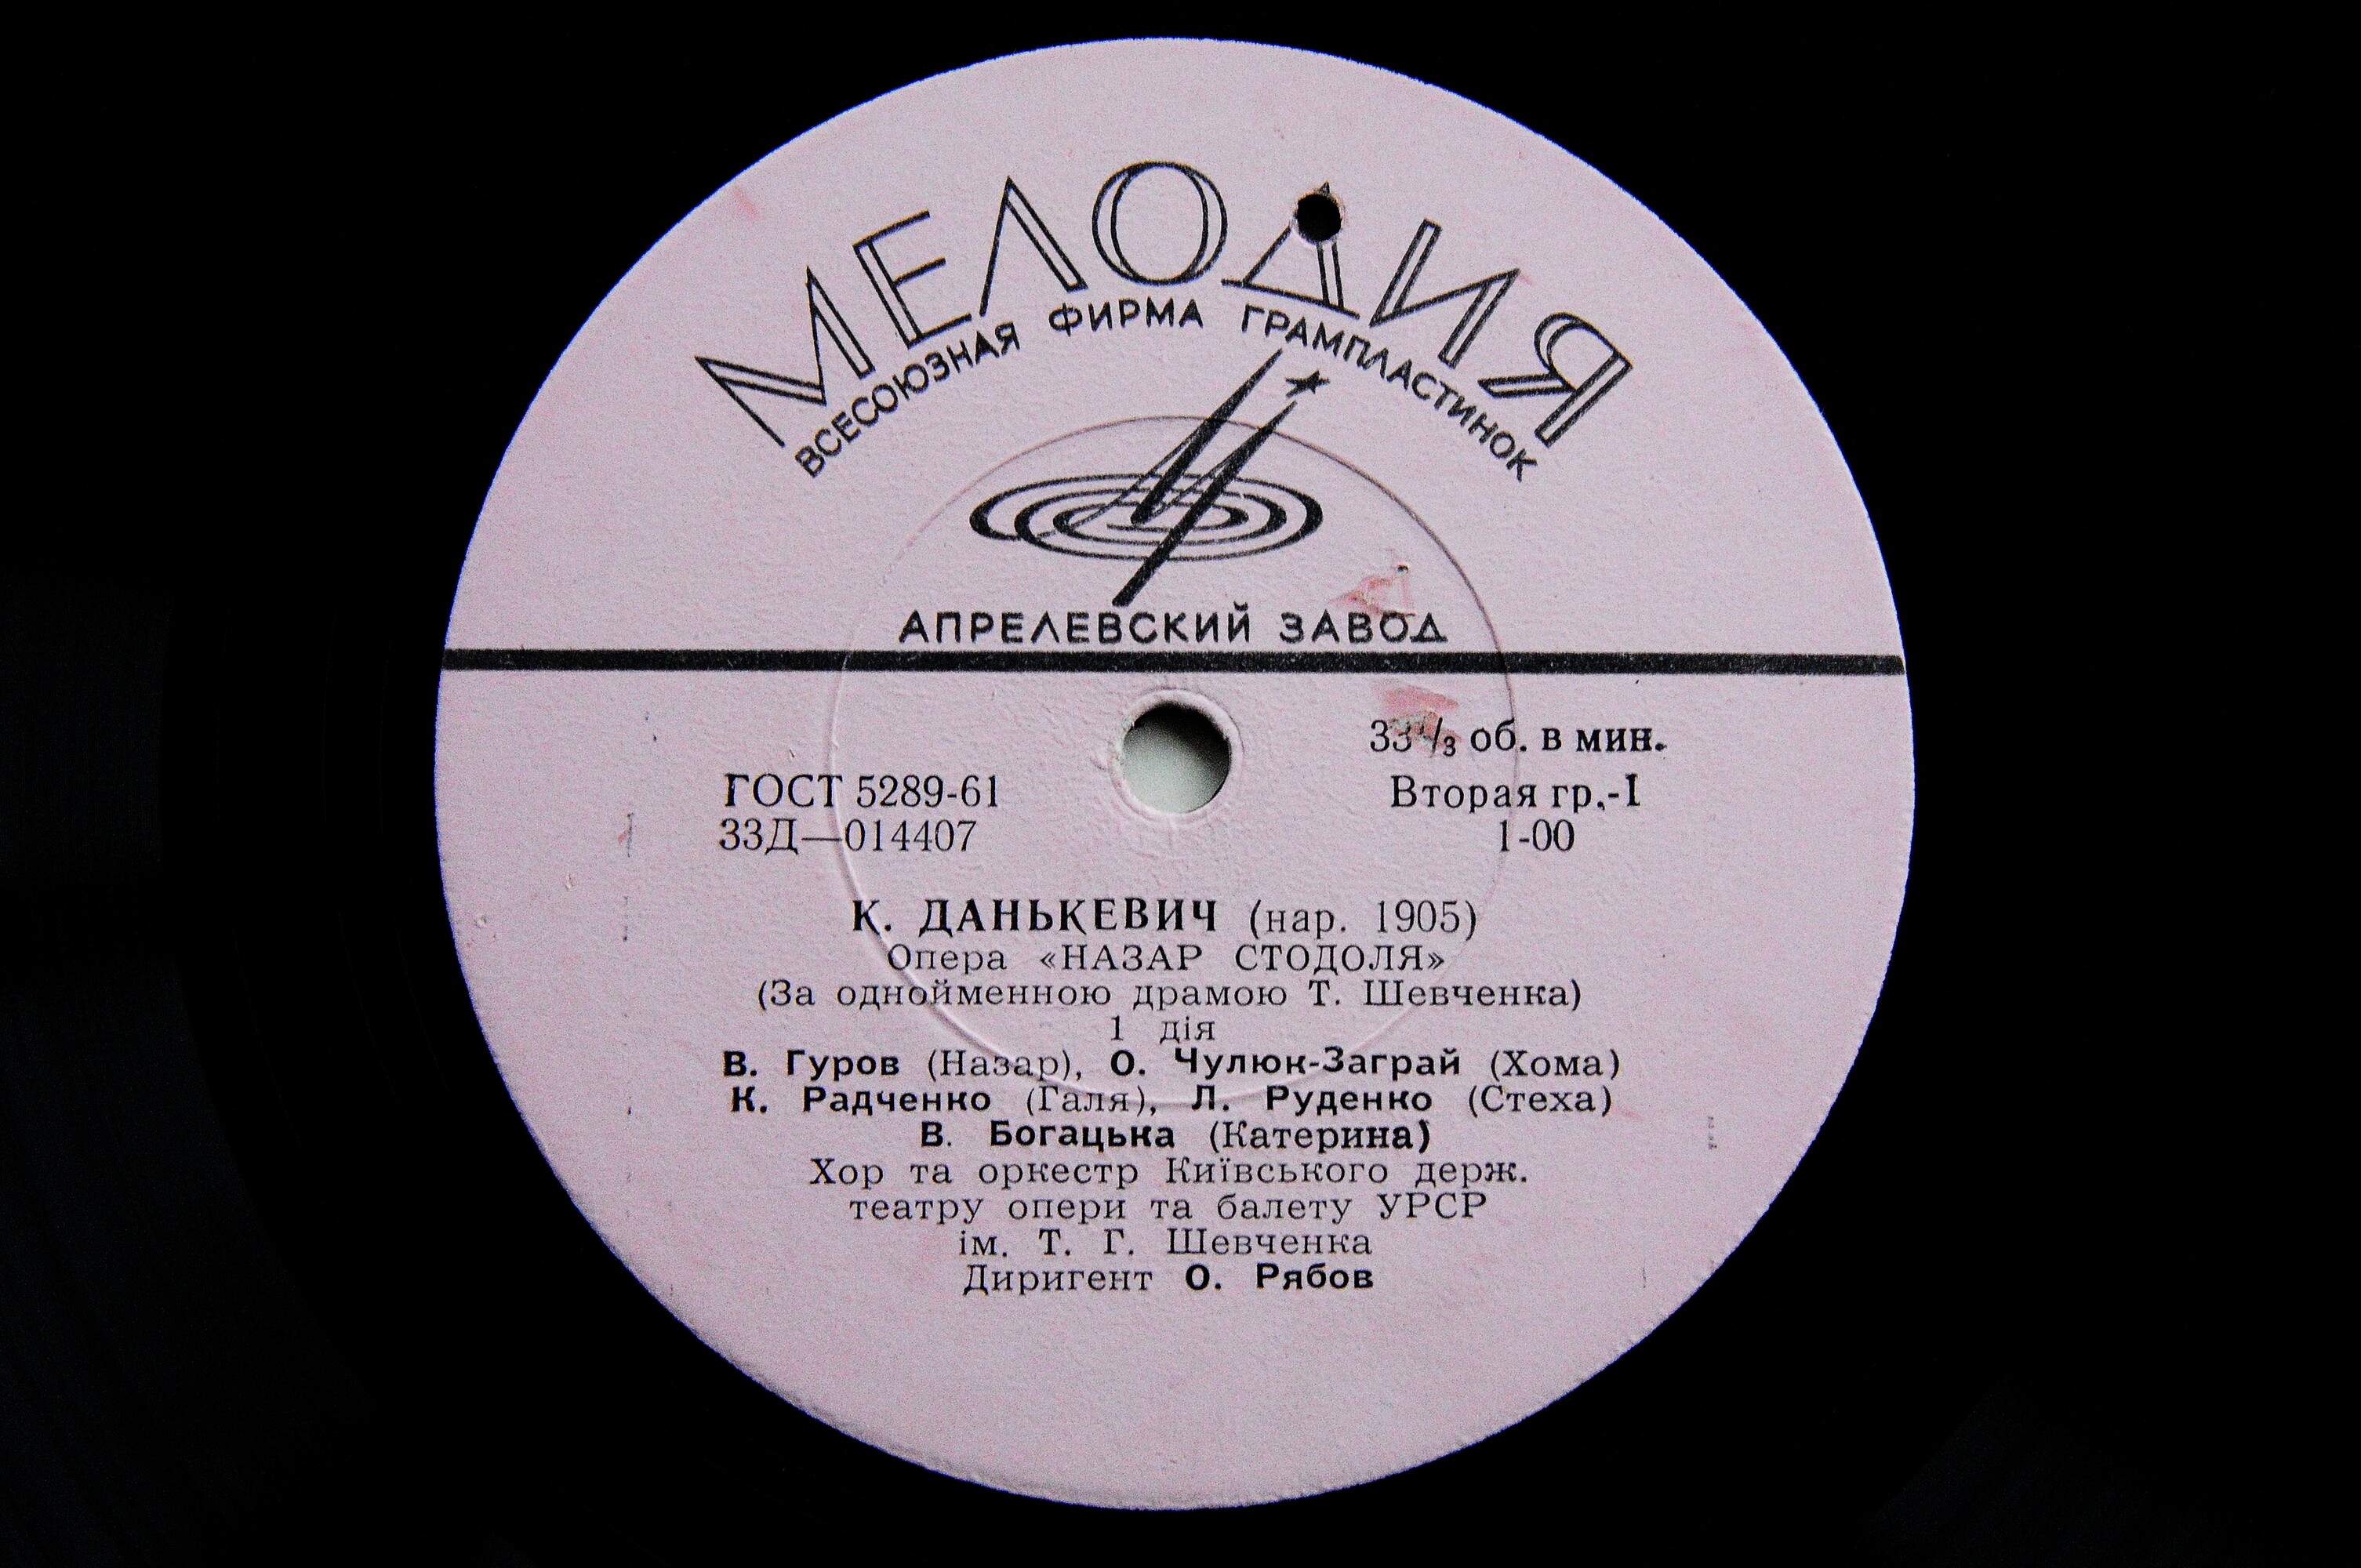 МЕЛОДИЯ
ВСЕСОЮЗНАЯ ФИРМА ГРАМПЛАСТИНОК
АПРЕЛЕВСКИЙ ЗАВОД
33 1/3 об. в мин.
ГОСТ 5289-61
Вторая гр.-I
33Д—014407
1-00
К. ДАНЬКЕВИЧ (нар. 1905)
Опера «НАЗАР СТОДОЛЯ»
(За однойменною драмою Т. Шевченка)
1 дія
В. Гуров (Назар), О. Чулюк-Заграй (Хома)
К. Радченко (Галя), Л. Руденко (Стеха)
В. Богацька (Катерина)
Хор та оркестр Київського держ.
театру опери та балету УРСР
ім. Т. Г. Шевченка
Диригент О. Рябов